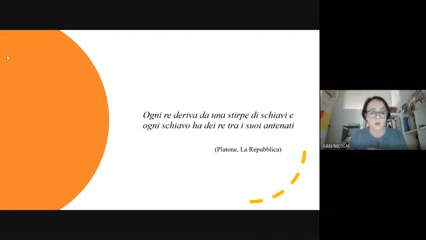 Ogni re deriva da una stirpe di schiavi e
ogni schiavo ha dei re tra i suoi antenati
(Platone, La Repubblica)
NICOLAE